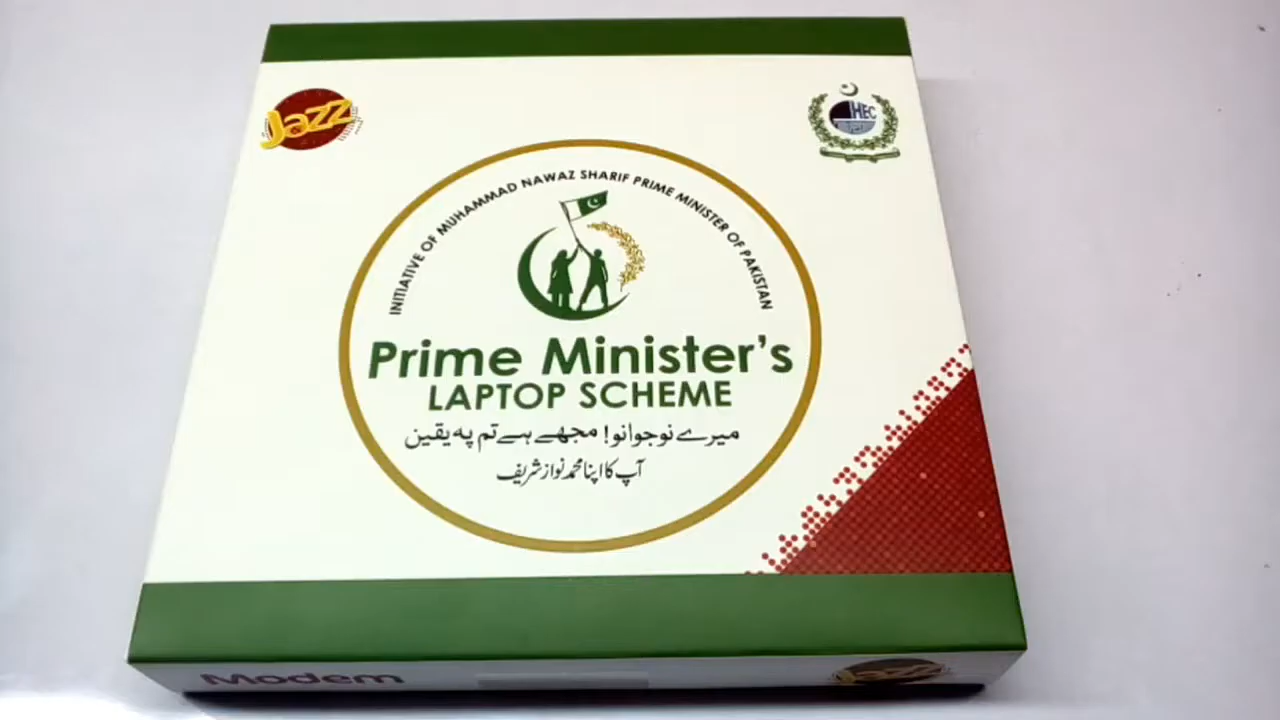 Jazz
HEC
INITIATIVE OF MUHAMMAD NAWAZ SHARIF PRIME MINISTER OF PAKISTAN
Prime Minister's
LAPTOP SCHEME
میرے نوجوانو! مجھے ہے تم پہ یقین
آپ کا اپنا محمد نواز شریف
Modem
Jazz